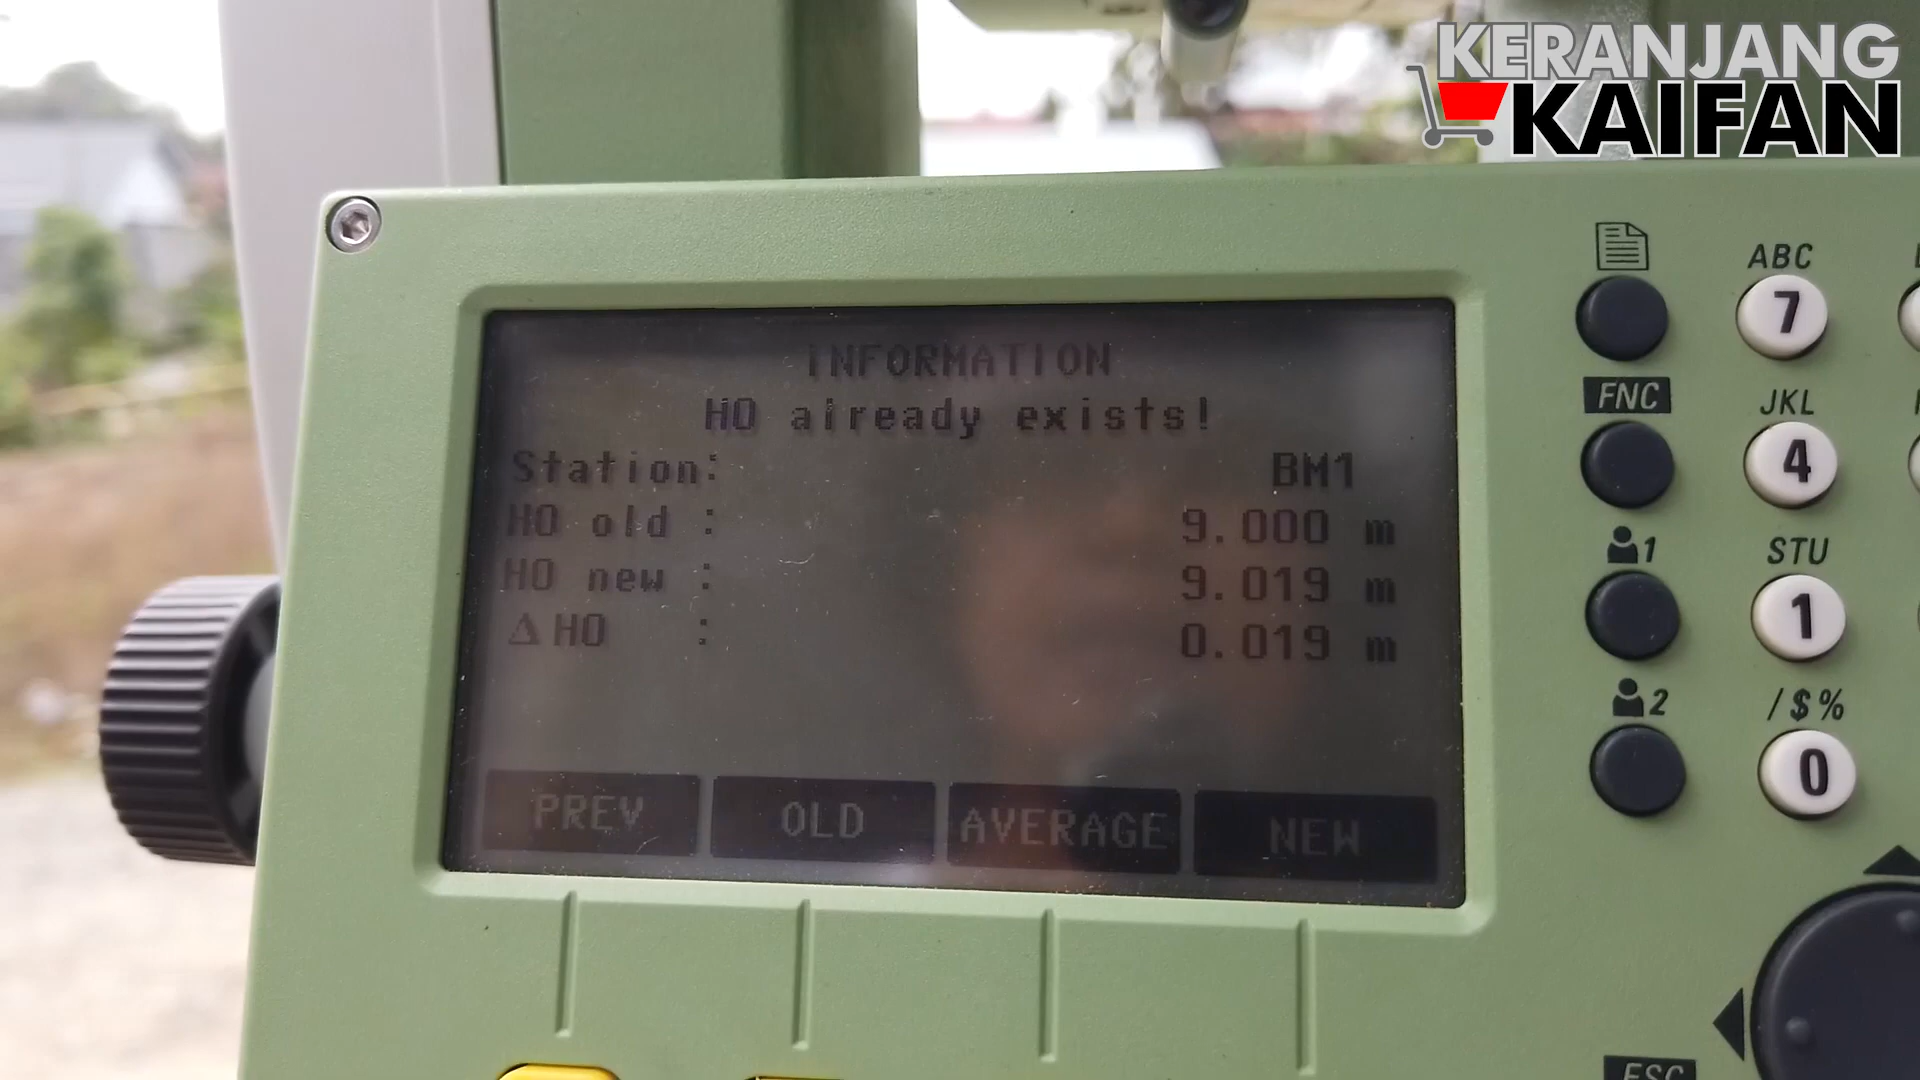 KERANJANG
KAIFAN
INFORMATION
H0 already exists!
Station: BM1
H0 old : 9.000 m
H0 new : 9.019 m
ΔH0 : 0.019 m
PREV OLD AVERAGE NEW
ABC
7
FNC
JKL
4
1
STU
1
2
/$%
0
ESC